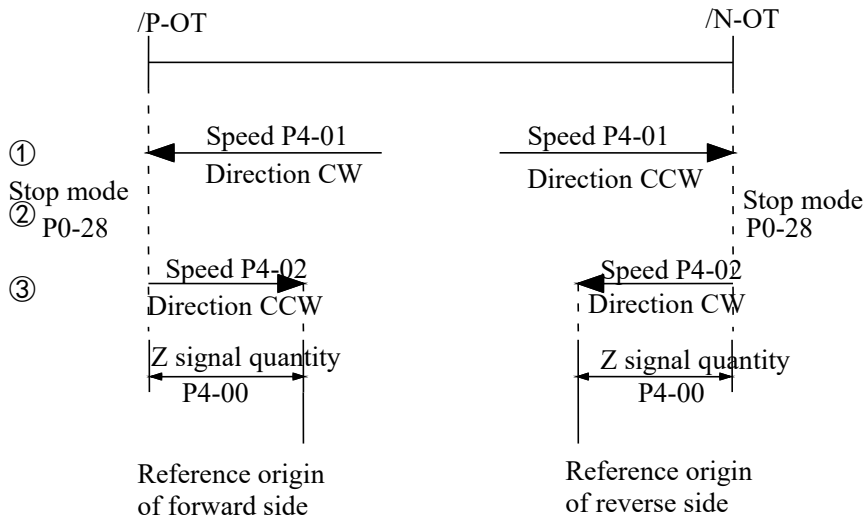 /P-OT
/N-OT
①
Speed P4-01
Direction CW
Speed P4-01
Direction CCW
Stop mode
② P0-28
Stop mode
P0-28
③
Speed P4-02
Direction CCW
Speed P4-02
Direction CW
Z signal quantity
P4-00
Z signal quantity
P4-00
Reference origin
of forward side
Reference origin
of reverse side